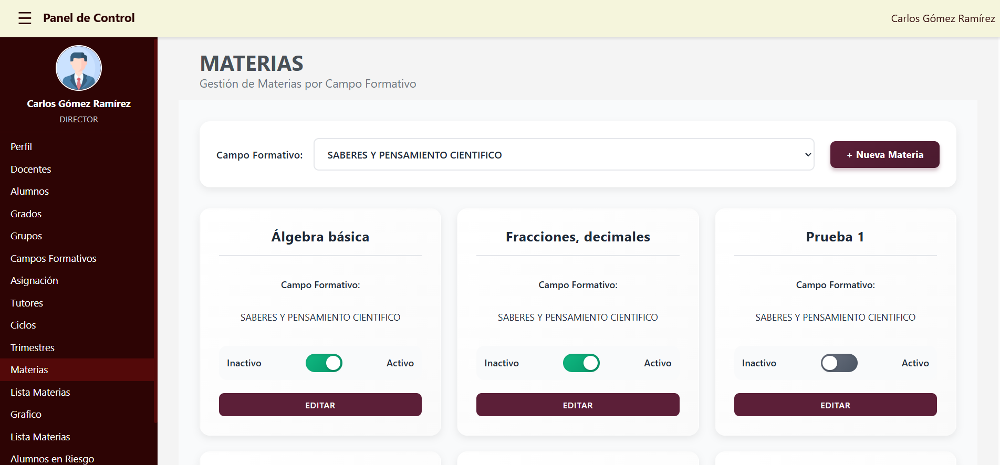 ☰ Panel de Control
Carlos Gómez Ramírez
Carlos Gómez Ramírez
DIRECTOR
Perfil
Docentes
Alumnos
Grados
Grupos
Campos Formativos
Asignación
Tutores
Ciclos
Trimestres
Materias
Lista Materias
Grafico
Lista Materias
Alumnos en Riesgo
MATERIAS
Gestión de Materias por Campo Formativo
Campo Formativo:
SABERES Y PENSAMIENTO CIENTIFICO
+ Nueva Materia
Álgebra básica
Campo Formativo:
SABERES Y PENSAMIENTO CIENTIFICO
Inactivo
Activo
EDITAR
Fracciones, decimales
Campo Formativo:
SABERES Y PENSAMIENTO CIENTIFICO
Inactivo
Activo
EDITAR
Prueba 1
Campo Formativo:
SABERES Y PENSAMIENTO CIENTIFICO
Inactivo
Activo
EDITAR